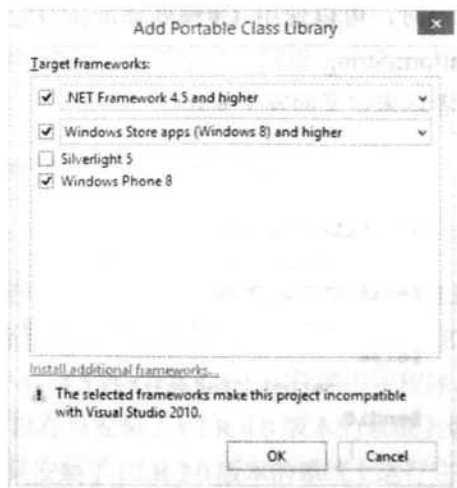 Add Portable Class Library
Target frameworks:
.NET Framework 4.5 and higher
Windows Store apps (Windows 8) and higher
Silverlight 5
Windows Phone 8
Install additional frameworks...
The selected frameworks make this project incompatible
with Visual Studio 2010.
OK
Cancel